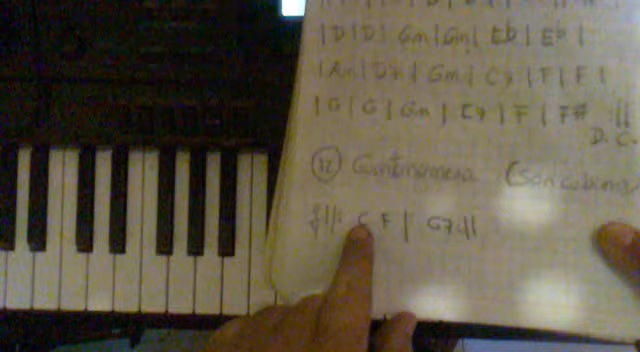 | D | D | Gm | Gm | Eb | Eb |
| Am | D7 | Gm | C7 | F | F |
| G | G | Gm | C7 | F | F# :||
D.C.
(12) Guantanamera (Son cubano
||: C F | G7 :||